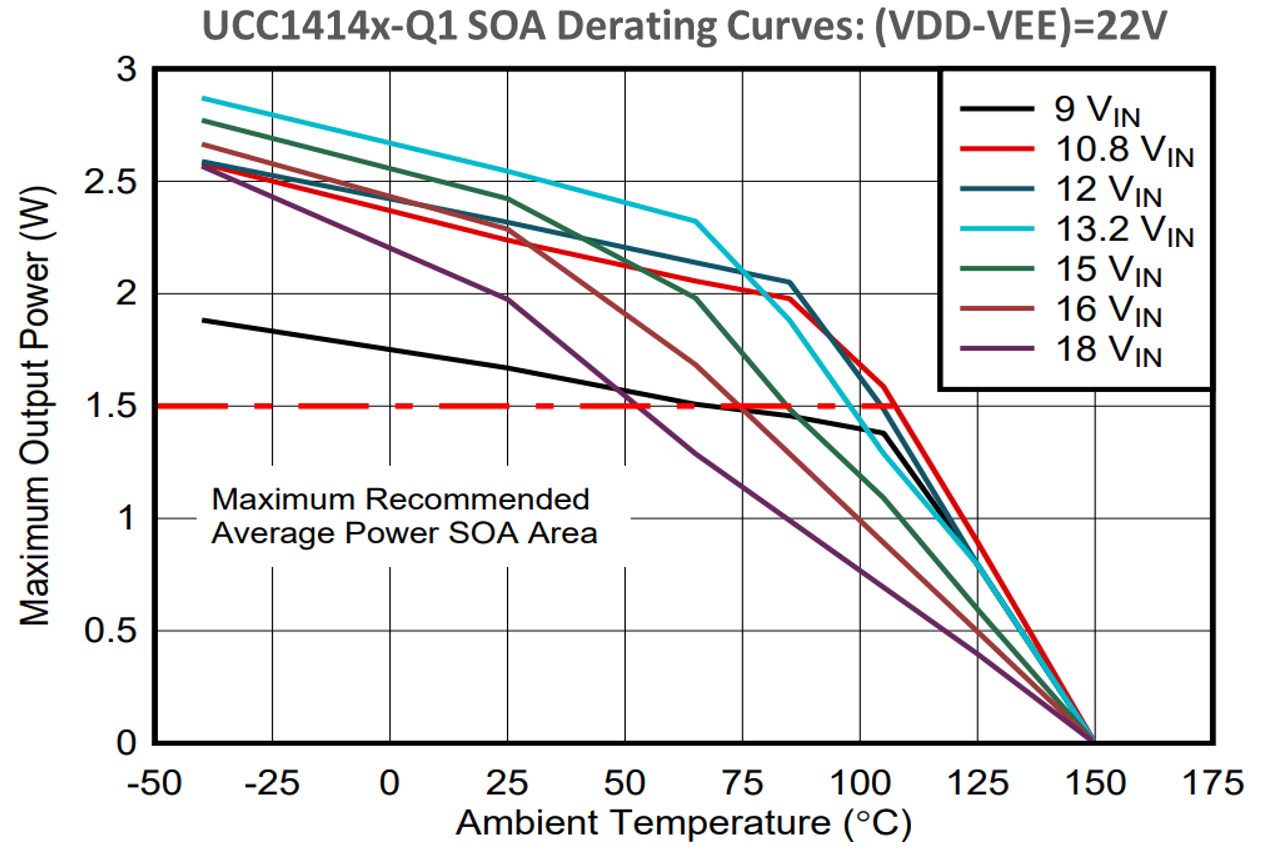 UCC1414x-Q1 SOA Derating Curves: (VDD-VEE)=22V
Maximum Output Power (W)
3
2.5
2
1.5
1
0.5
0
9 VIN
10.8 VIN
12 VIN
13.2 VIN
15 VIN
16 VIN
18 VIN
Maximum Recommended
Average Power SOA Area
-50 -25 0 25 50 75 100 125 150 175
Ambient Temperature (°C)